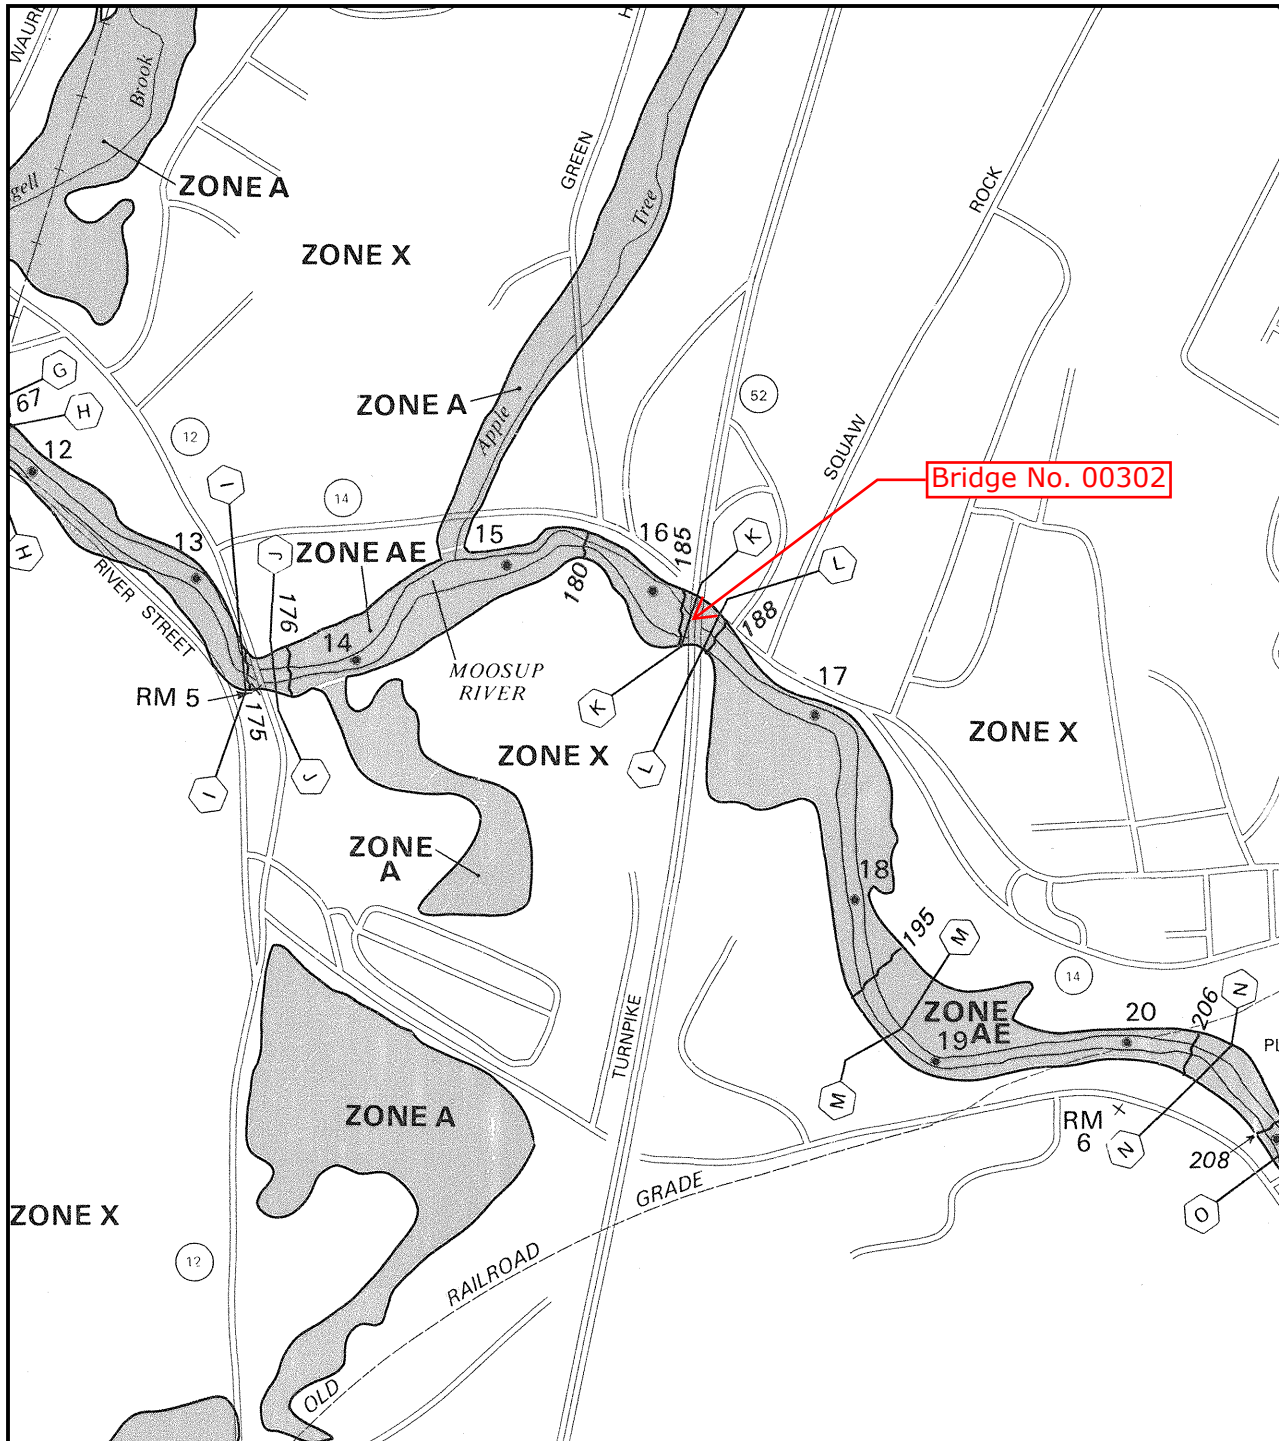 Brook
ZONE A
GREEN
Tree
ROCK
ZONE X
G
67
H
12
12
ZONE A
Apple
52
SQUAW
Bridge No. 00302
I
14
H
13
J
ZONE AE
15
16
185
K
L
RIVER STREET
176
180
188
14
MOOSUP
RIVER
RM 5
175
K
17
ZONE X
ZONE X
L
I
J
ZONE
A
18
195
M
14
TURNPIKE
ZONE
AE
19
20
206
N
M
ZONE A
RM
6
N
208
O
GRADE
ZONE X
12
RAILROAD
OLD